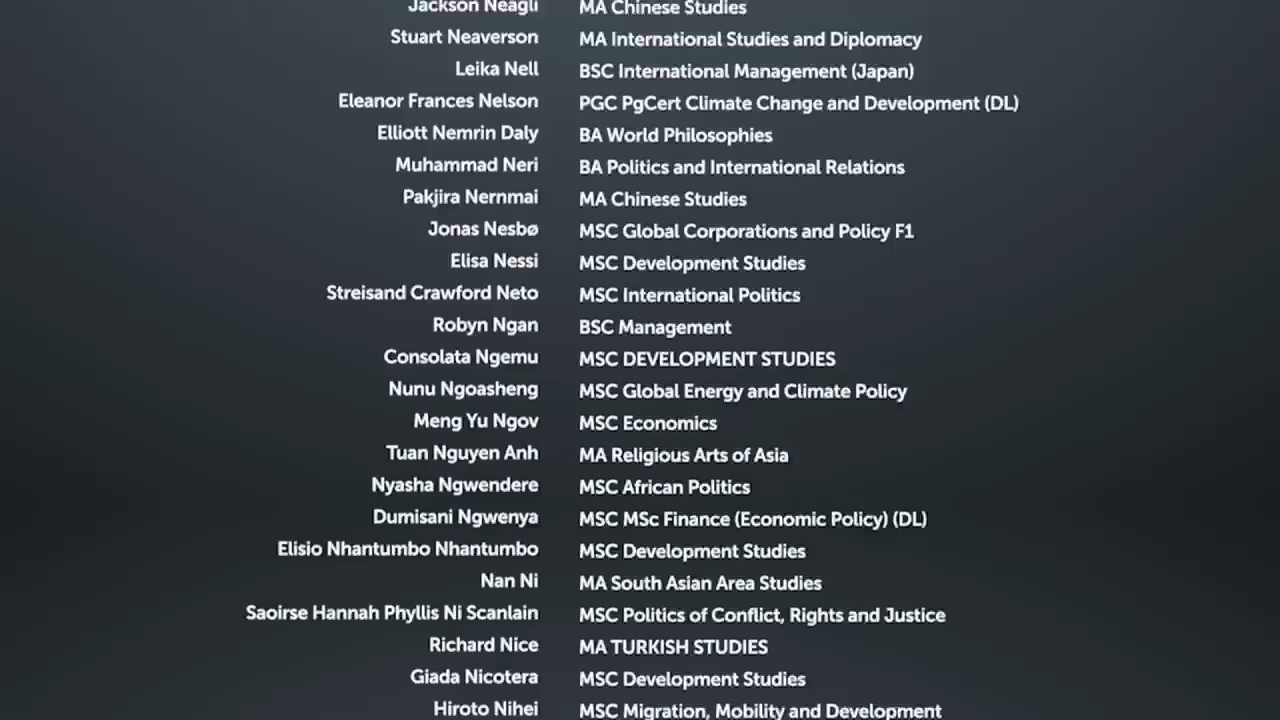 Jackson Neagli MA Chinese Studies
Stuart Neaverson MA International Studies and Diplomacy
Leika Nell BSC International Management (Japan)
Eleanor Frances Nelson PGC PgCert Climate Change and Development (DL)
Elliott Nemrin Daly BA World Philosophies
Muhammad Neri BA Politics and International Relations
Pakjira Nernmai MA Chinese Studies
Jonas Nesbø MSC Global Corporations and Policy F1
Elisa Nessi MSC Development Studies
Streisand Crawford Neto MSC International Politics
Robyn Ngan BSC Management
Consolata Ngemu MSC DEVELOPMENT STUDIES
Nunu Ngoasheng MSC Global Energy and Climate Policy
Meng Yu Ngov MSC Economics
Tuan Nguyen Anh MA Religious Arts of Asia
Nyasha Ngwendere MSC African Politics
Dumisani Ngwenya MSC MSc Finance (Economic Policy) (DL)
Elisio Nhantumbo Nhantumbo MSC Development Studies
Nan Ni MA South Asian Area Studies
Saoirse Hannah Phyllis Ni Scanlain MSC Politics of Conflict, Rights and Justice
Richard Nice MA TURKISH STUDIES
Giada Nicotera MSC Development Studies
Hiroto Nihei MSC Migration, Mobility and Development